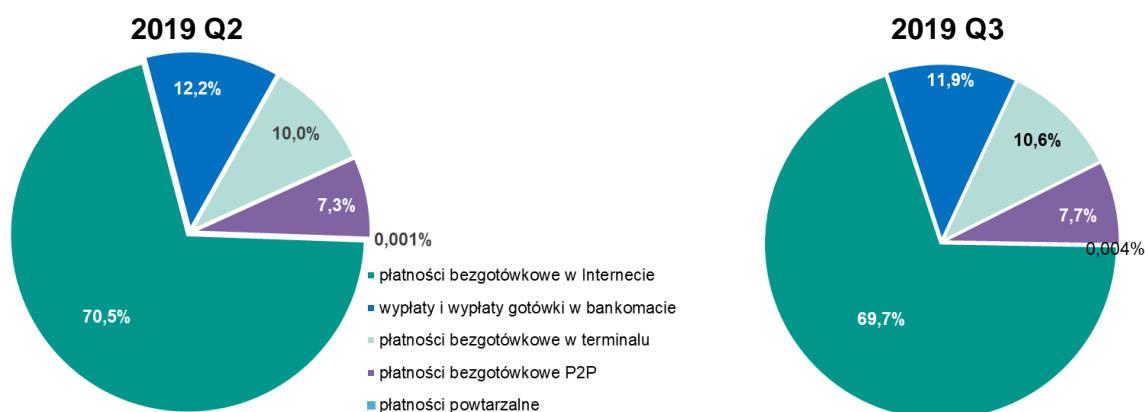 2019 Q2
12,2%
10,0%
7,3%
0,001%
70,5%
płatności bezgotówkowe w Internecie
wypłaty i wypłaty gotówki w bankomacie
płatności bezgotówkowe w terminalu
płatności bezgotówkowe P2P
płatności powtarzalne
2019 Q3
11,9%
10,6%
7,7%
0,004%
69,7%